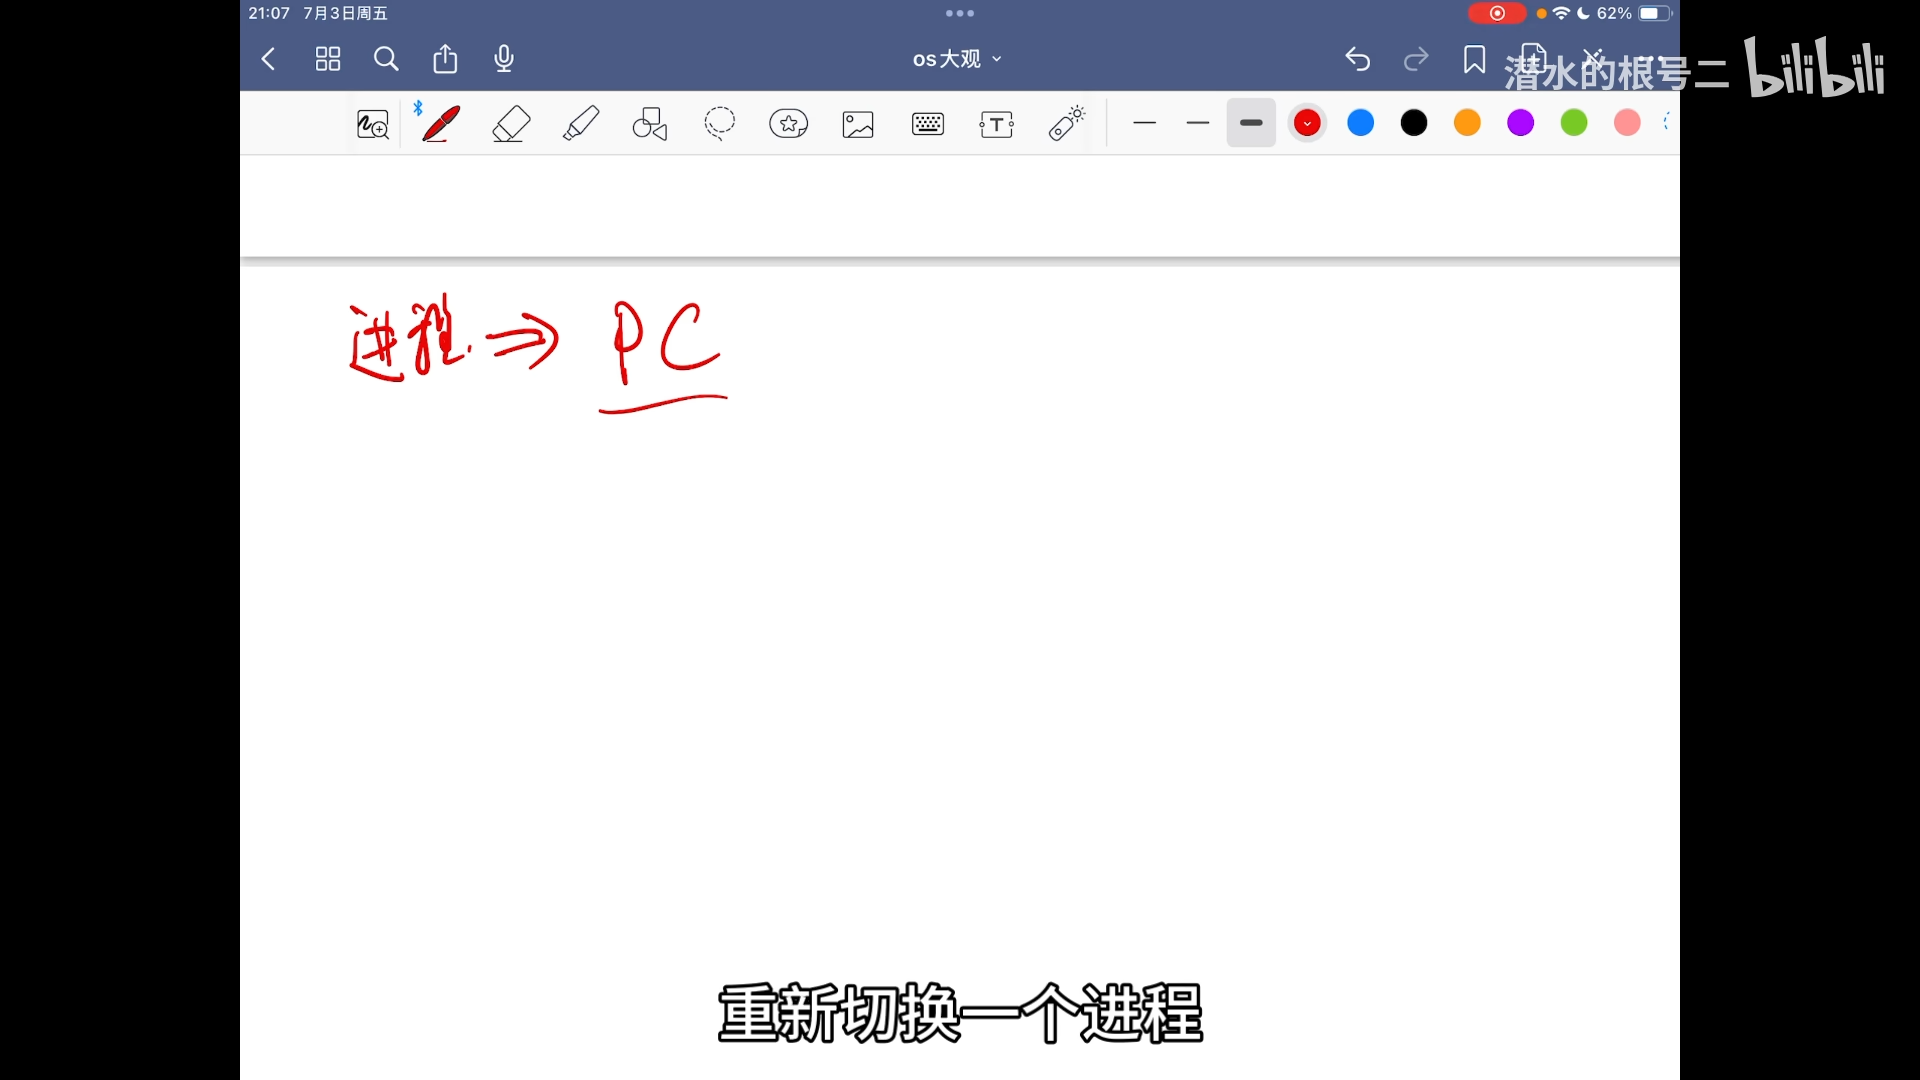 21:07 7月3日周五
62%
os大观
潜水的根号二 bilibili
T
进程 ⇒ PC
重新切换一个进程